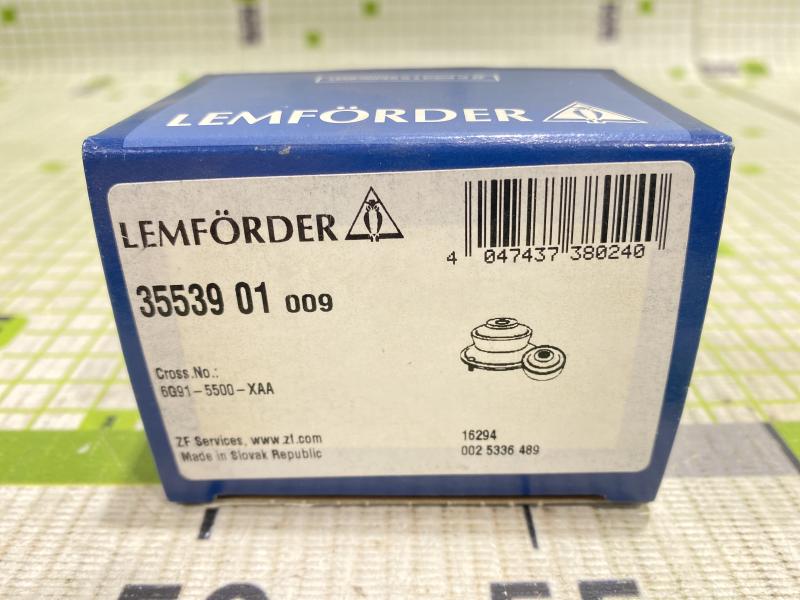 LEMFÖRDER
LEMFÖRDER
35539 01 009
4 047437 380240
Cross.No.:
6G91-5500-XAA
ZF Services, www.zf.com
Made in Slovak Republic
16294
002 5336 489